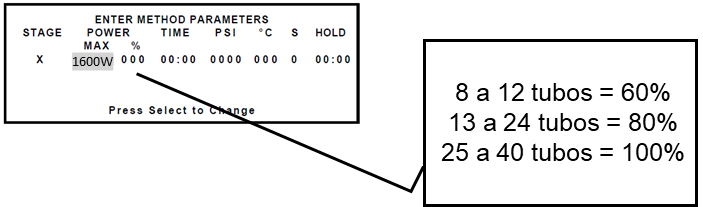 ENTER METHOD PARAMETERS
STAGE POWER TIME PSI °C S HOLD
MAX %
X 1600W 000 00:00 0000 000 0 00:00
Press Select to Change
8 a 12 tubos = 60%
13 a 24 tubos = 80%
25 a 40 tubos = 100%